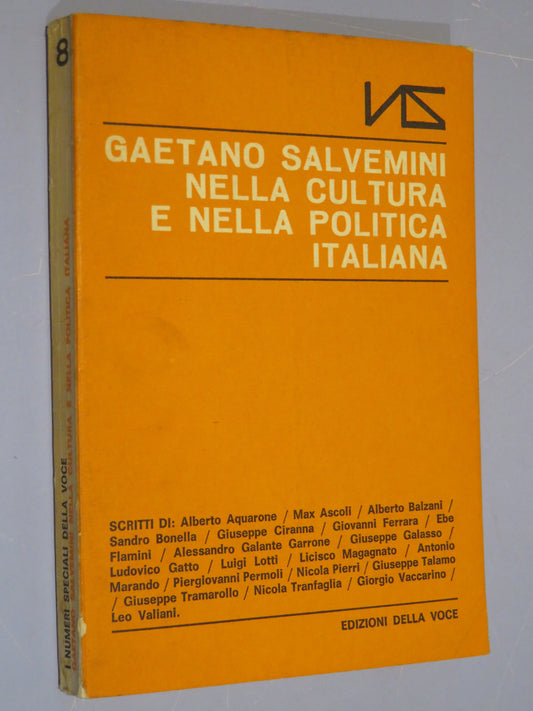 GAETANO SALVEMINI
NELLA CULTURA
E NELLA POLITICA
ITALIANA
SCRITTI DI: Alberto Aquarone / Max Ascoli / Alberto Balzani /
Sandro Bonella / Giuseppe Ciranna / Giovanni Ferrara / Ebe
Flamini / Alessandro Galante Garrone / Giuseppe Galasso /
Ludovico Gatto / Luigi Lotti / Licisco Magagnato / Antonio
Marando / Piergiovanni Permoli / Nicola Pierri / Giuseppe Talamo
/ Giuseppe Tramarollo / Nicola Tranfaglia / Giorgio Vaccarino /
Leo Valiani.
EDIZIONI DELLA VOCE
8
I NUMERI SPECIALI DELLA VOCE
GAETANO SALVEMINI NELLA CULTURA E NELLA POLITICA ITALIANA